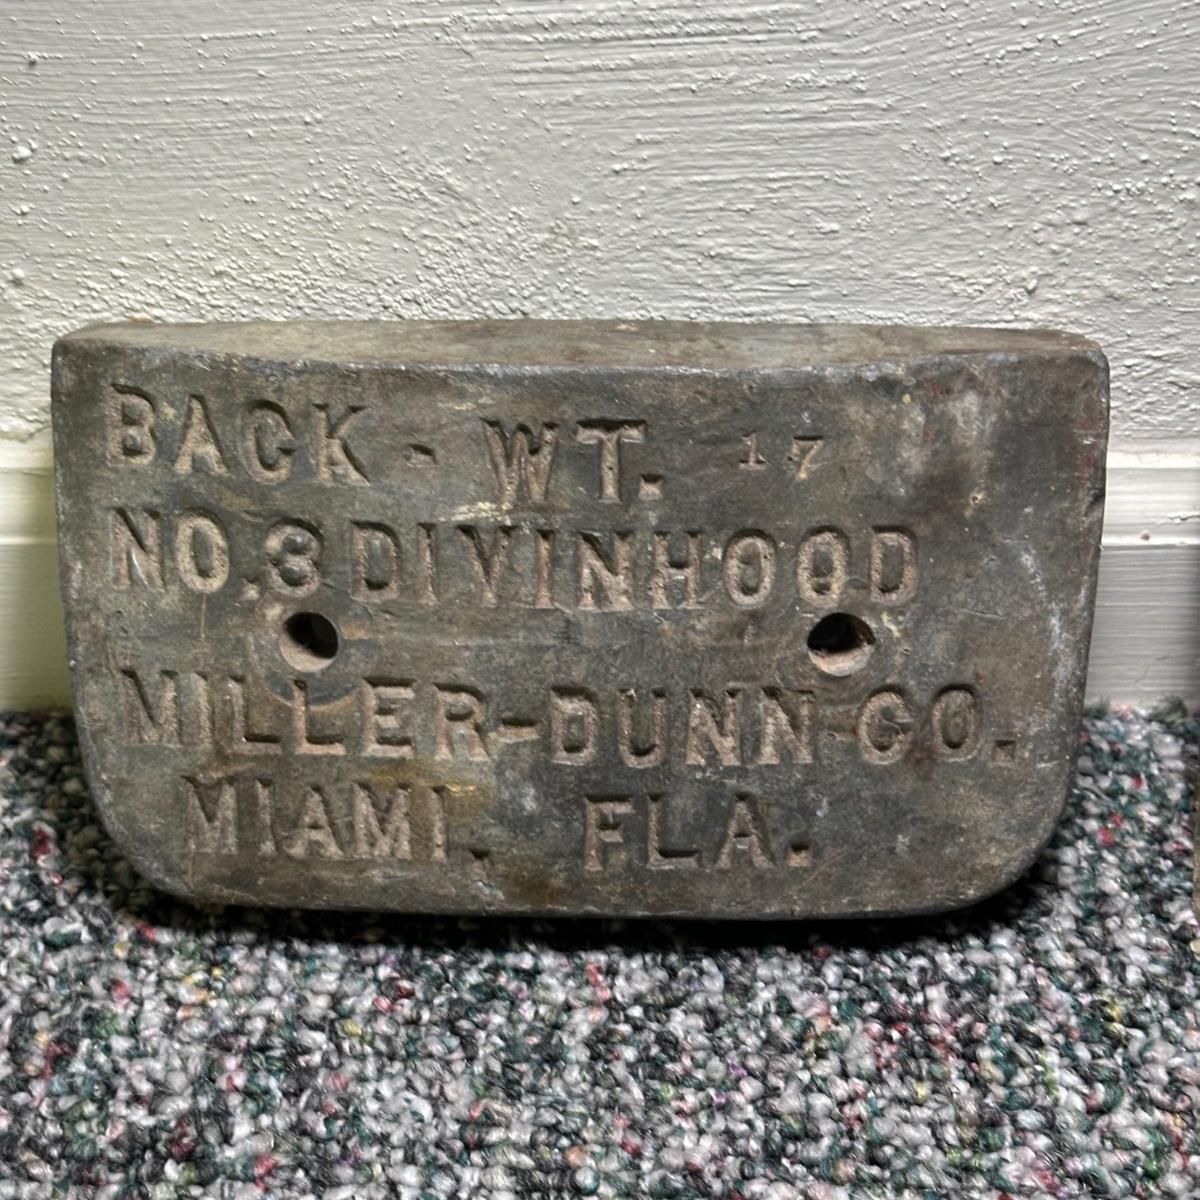 BACK - WT. 17
NO.3 DIVINHOOD
MILLER-DUNN CO.
MIAMI. FLA.